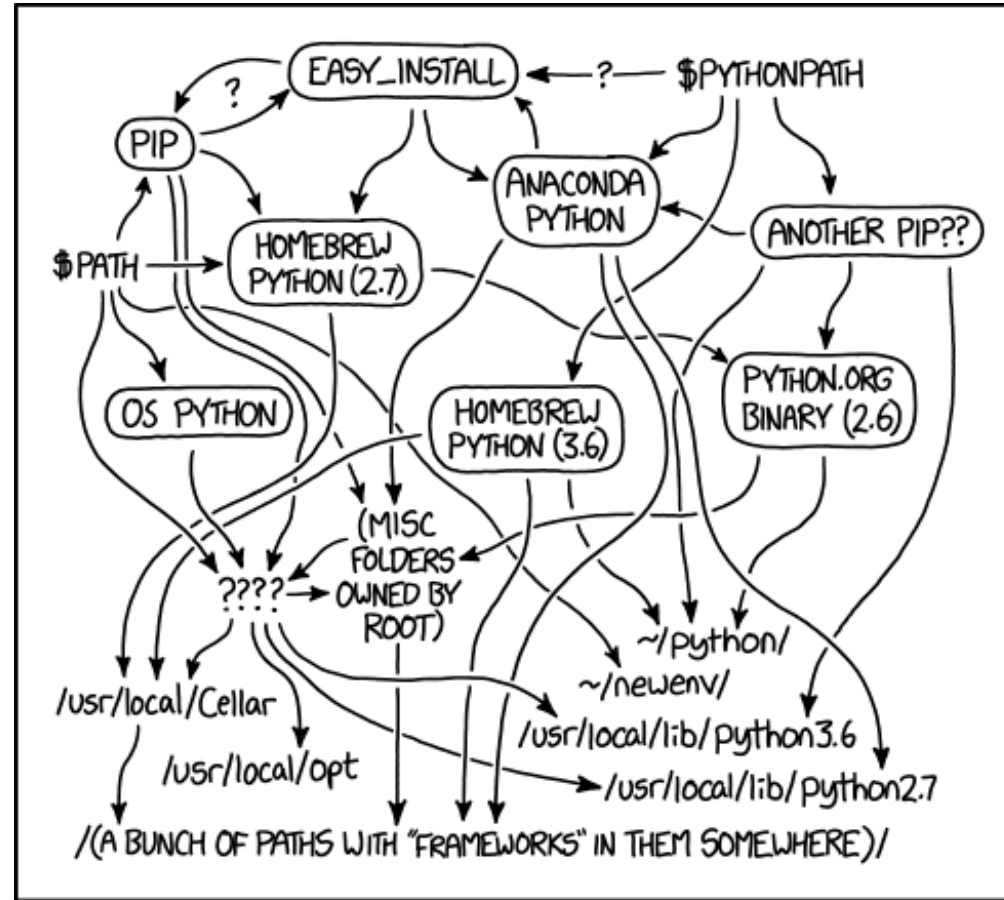 EASY_INSTALL
?
$PYTHONPATH
?
PIP
ANACONDA
PYTHON
ANOTHER PIP??
HOMEBREW
PYTHON (2.7)
$PATH
OS PYTHON
HOMEBREW
PYTHON (3.6)
PYTHON.ORG
BINARY (2.6)
(MISC
FOLDERS
OWNED BY
ROOT)
????
~/python/
~/newenv/
/usr/local/Cellar
/usr/local/lib/python3.6
/usr/local/opt
/usr/local/lib/python2.7
/(A BUNCH OF PATHS WITH "FRAMEWORKS" IN THEM SOMEWHERE)/